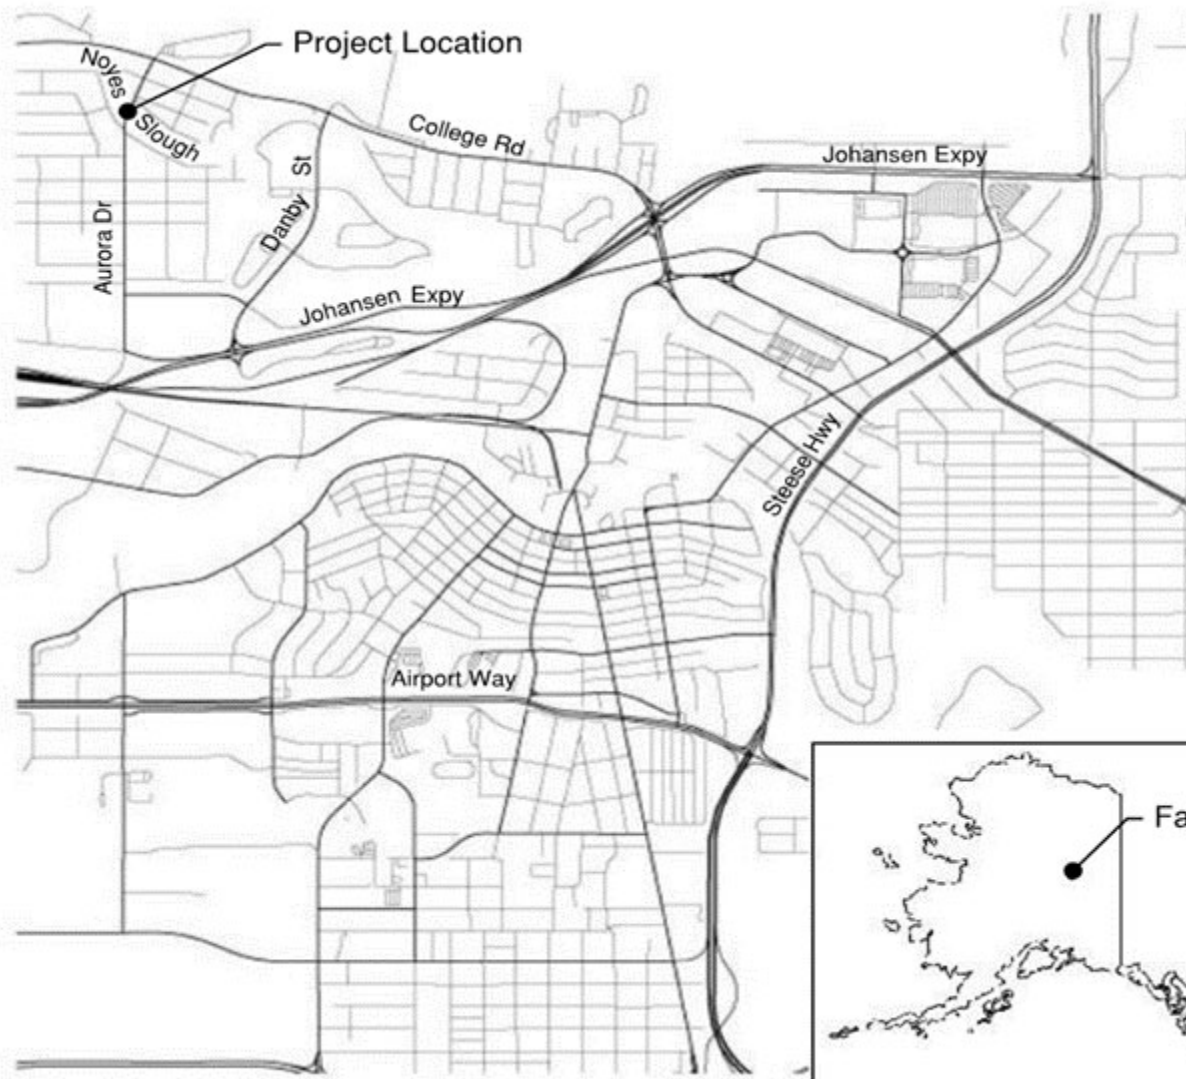 Project Location
Noyes
Slough
College Rd
Johansen Expy
Danby St
Aurora Dr
Johansen Expy
Steese Hwy
Airport Way
Fa